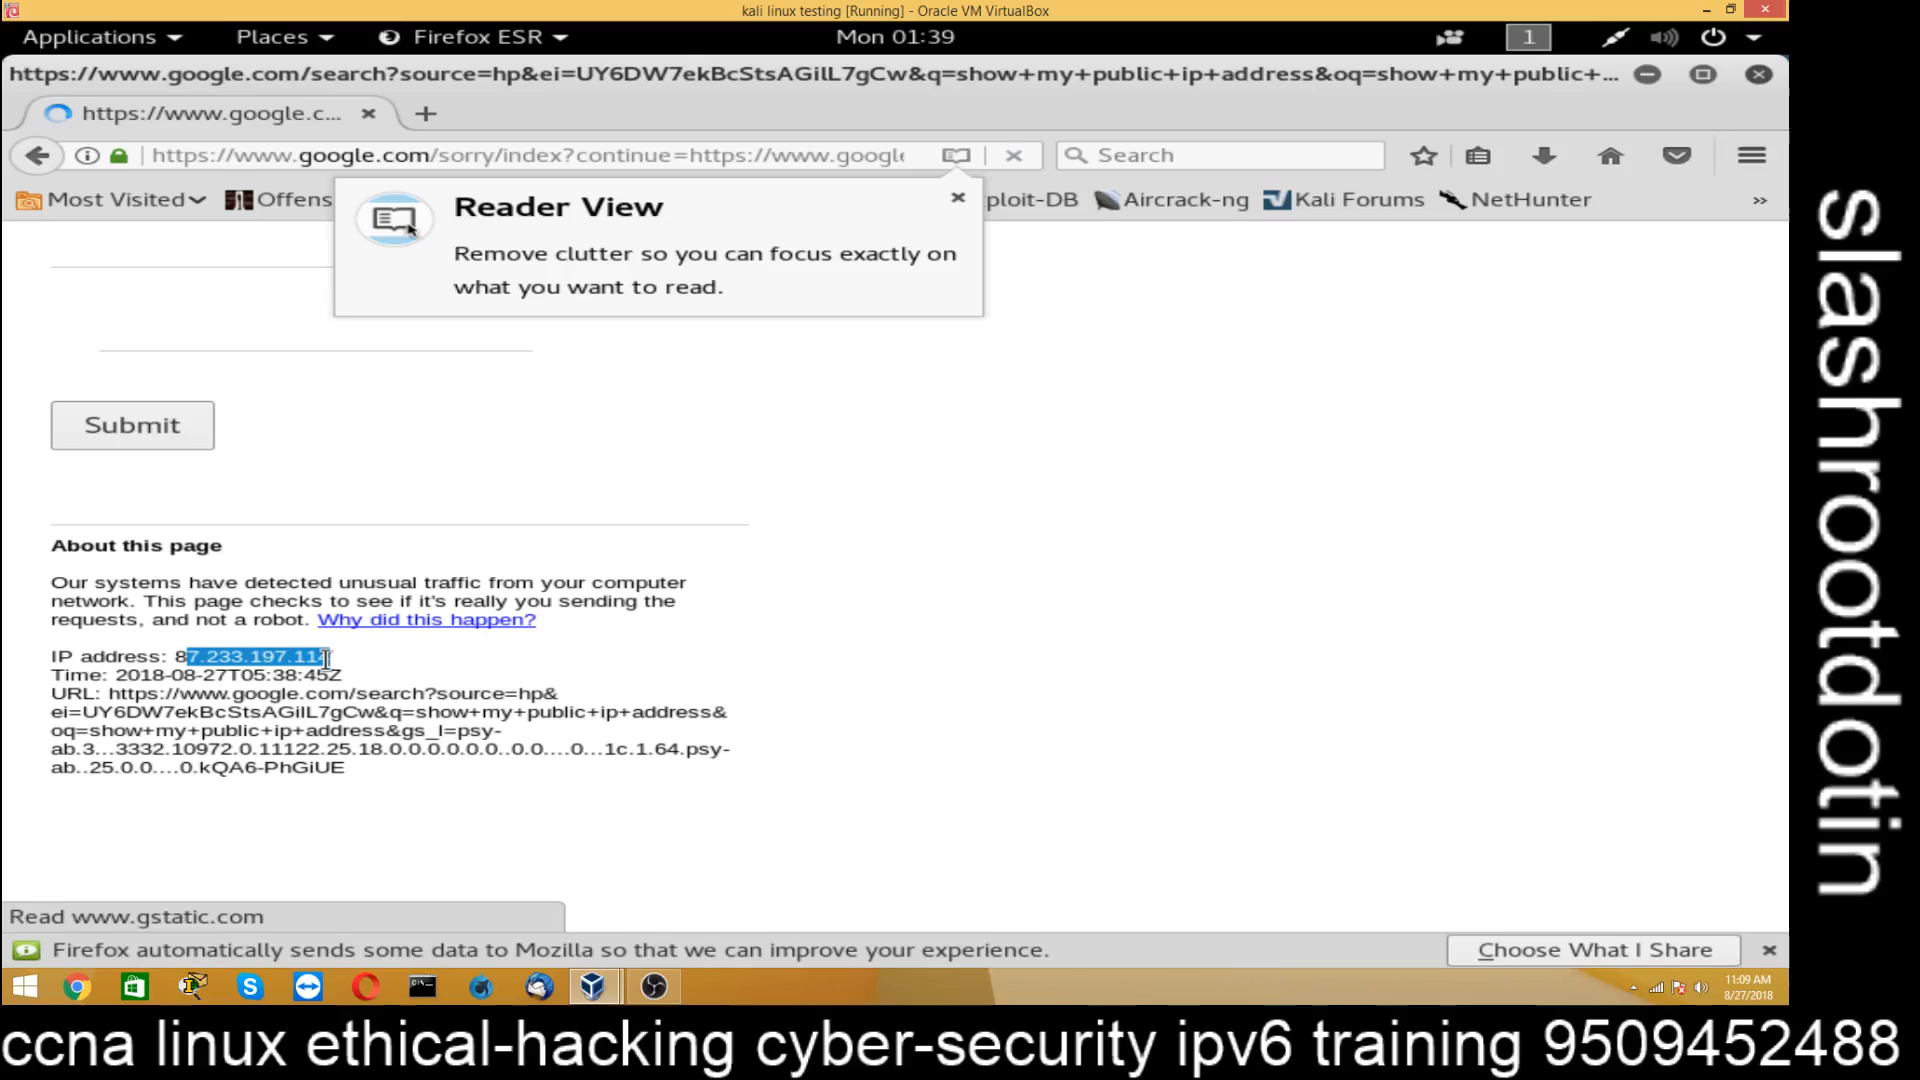 kali linux testing [Running] - Oracle VM VirtualBox
Applications Places Firefox ESR Mon 01:39 1
https://www.google.com/search?source=hp&ei=UY6DW7ekBcStsAGilL7gCw&q=show+my+public+ip+address&oq=show+my+public+...
https://www.google.c...
https://www.google.com/sorry/index?continue=https://www.googl Search
Most Visited Offens ploit-DB Aircrack-ng Kali Forums NetHunter »
Reader View
Remove clutter so you can focus exactly on
what you want to read.
Submit
About this page
Our systems have detected unusual traffic from your computer
network. This page checks to see if it's really you sending the
requests, and not a robot. Why did this happen?
IP address: 87.233.197.114
Time: 2018-08-27T05:38:45Z
URL: https://www.google.com/search?source=hp&
ei=UY6DW7ekBcStsAGilL7gCw&q=show+my+public+ip+address&
oq=show+my+public+ip+address&gs_l=psy-
ab.3...3332.10972.0.11122.25.18.0.0.0.0.0.0..0.0....0...1c.1.64.psy-
ab..25.0.0....0.kQA6-PhGiUE
Read www.gstatic.com
Firefox automatically sends some data to Mozilla so that we can improve your experience. Choose What I Share
11:09 AM
8/27/2018
slashrootdotin
ccna linux ethical-hacking cyber-security ipv6 training 9509452488